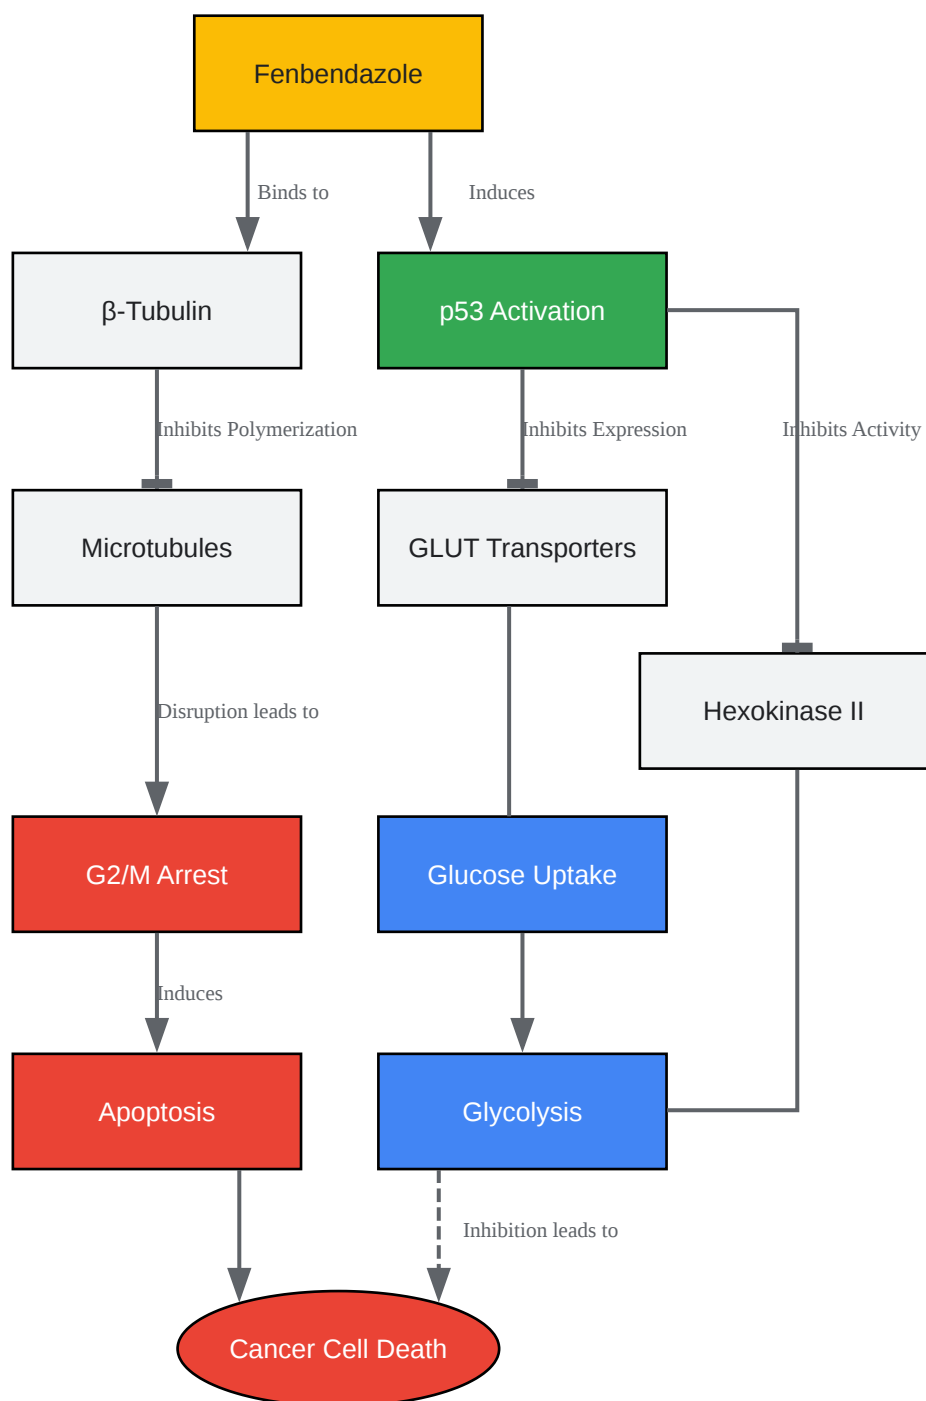 Fenbendazole
Binds to
Induces
β-Tubulin
p53 Activation
Inhibits Polymerization
Inhibits Expression
Inhibits Activity
Microtubules
GLUT Transporters
Disruption leads to
Hexokinase II
G2/M Arrest
Glucose Uptake
Induces
Apoptosis
Glycolysis
Inhibition leads to
Cancer Cell Death